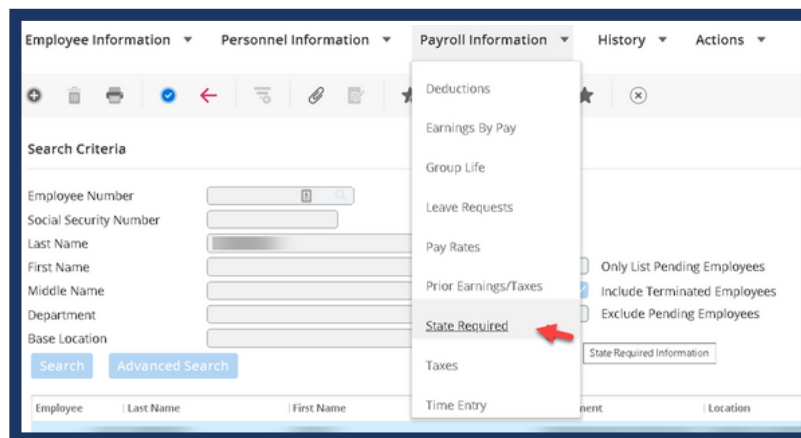 Employee Information Personnel Information Payroll Information History Actions
Deductions
Earnings By Pay
Search Criteria
Group Life
Employee Number
Leave Requests
Social Security Number
Last Name
Pay Rates
First Name
Only List Pending Employees
Middle Name
Prior Earnings/Taxes
Include Terminated Employees
Department
Exclude Pending Employees
State Required
Base Location
State Required Information
Search Advanced Search
Taxes
Employee Last Name First Name Location
Time Entry